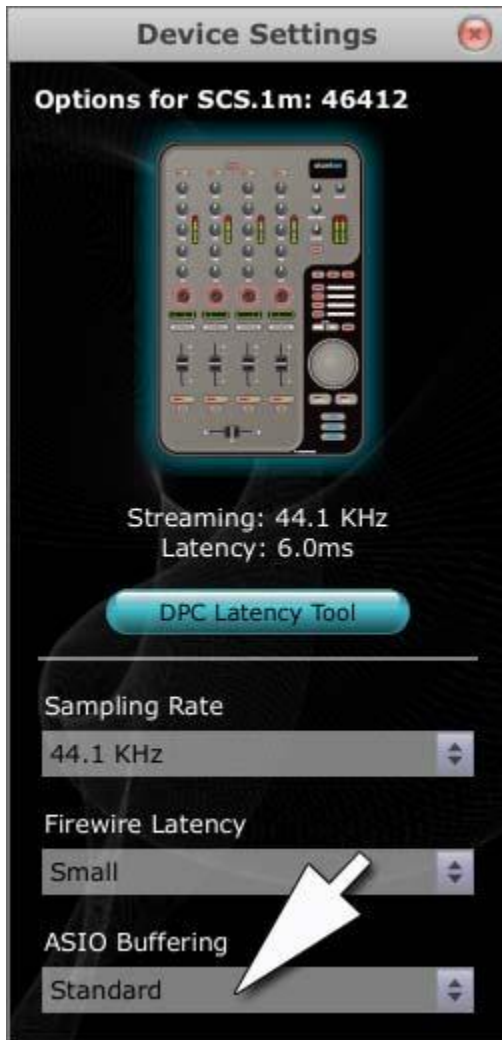 Device Settings
Options for SCS.1m: 46412
Streaming: 44.1 KHz
Latency: 6.0ms
DPC Latency Tool
Sampling Rate
44.1 KHz
Firewire Latency
Small
ASIO Buffering
Standard